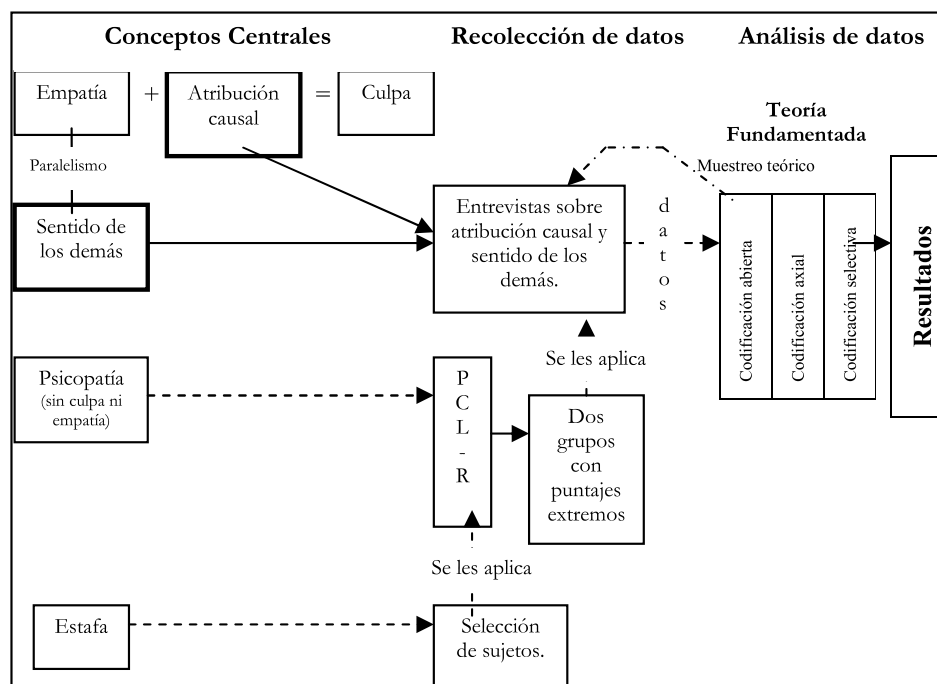 Conceptos Centrales
Recolección de datos
Análisis de datos
Empatía
+
Atribución
causal
=
Culpa
Paralelismo
Sentido de
los demás
Teoría
Fundamentada
Muestreo teórico
Entrevistas sobre
atribución causal y
sentido de los
demás.
d
a
t
o
s
Codificación abierta
Codificación axial
Codificación selectiva
Resultados
Se les aplica
Psicopatía
(sin culpa ni
empatía)
P
C
L
-
R
Dos
grupos
con
puntajes
extremos
Se les aplica
Estafa
Selección
de sujetos.